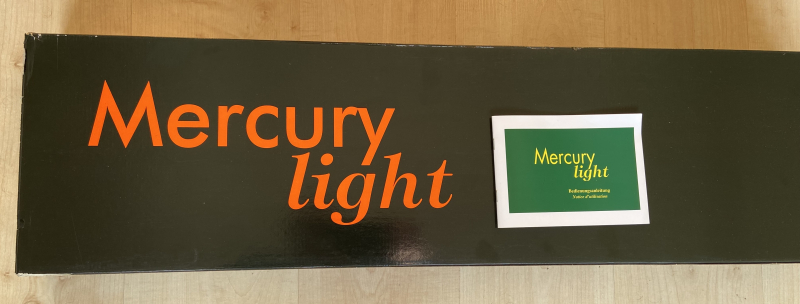 Mercury
light
Mercury
light
Bedienungsanleitung
Notice d'utilisation